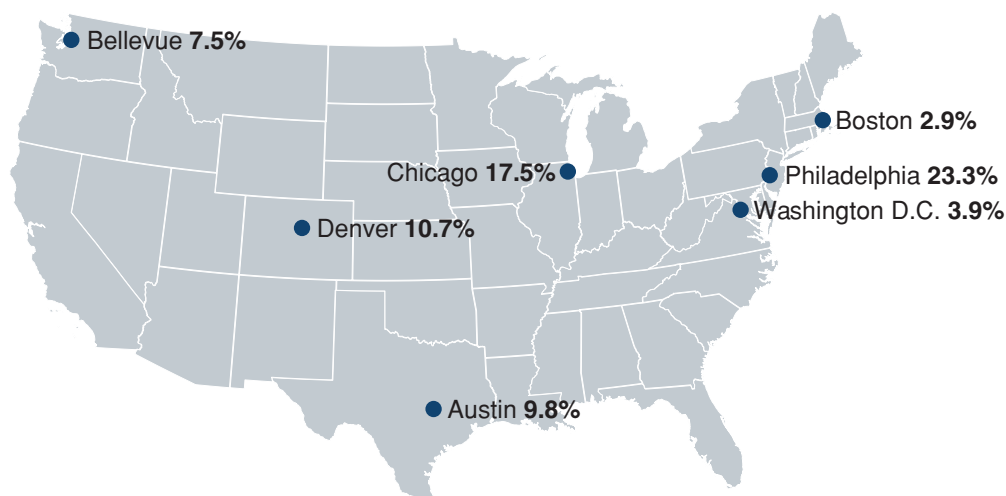 Bellevue 7.5%
Boston 2.9%
Chicago 17.5%
Philadelphia 23.3%
Washington D.C. 3.9%
Denver 10.7%
Austin 9.8%